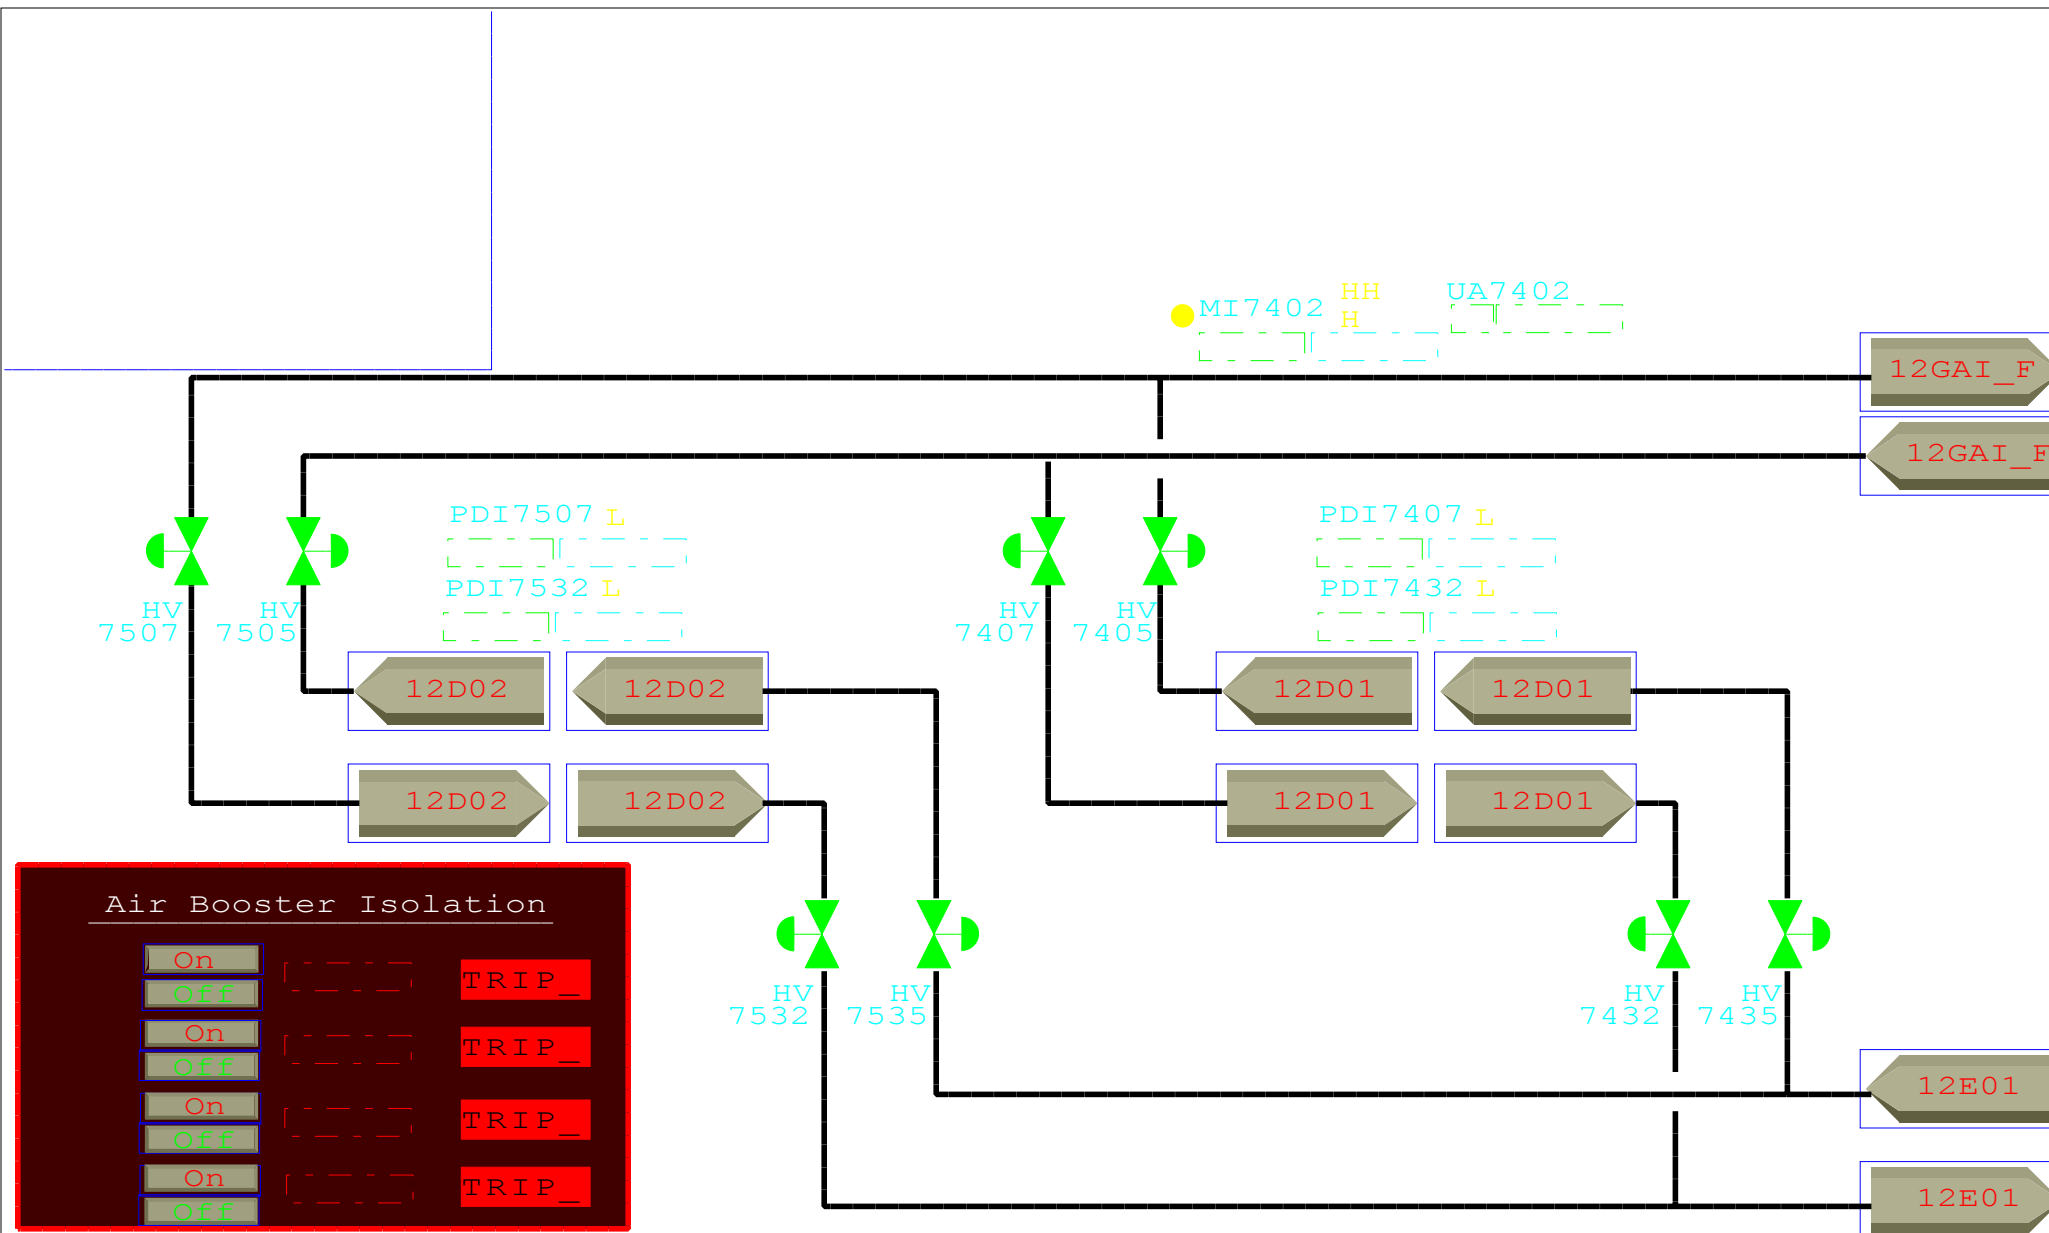 HH
UA7402
MI7402
H
12GAI_F
12GAI_F
PDI7507 L
PDI7407 L
PDI7532 L
PDI7432 L
HV
7507
HV
7505
HV
7407
HV
7405
12D02
12D02
12D01
12D01
12D02
12D02
12D01
12D01
Air Booster Isolation
On
TRIP_
Off
On
TRIP_
Off
On
TRIP_
Off
On
TRIP_
Off
HV
7532
HV
7535
HV
7432
HV
7435
12E01
12E01